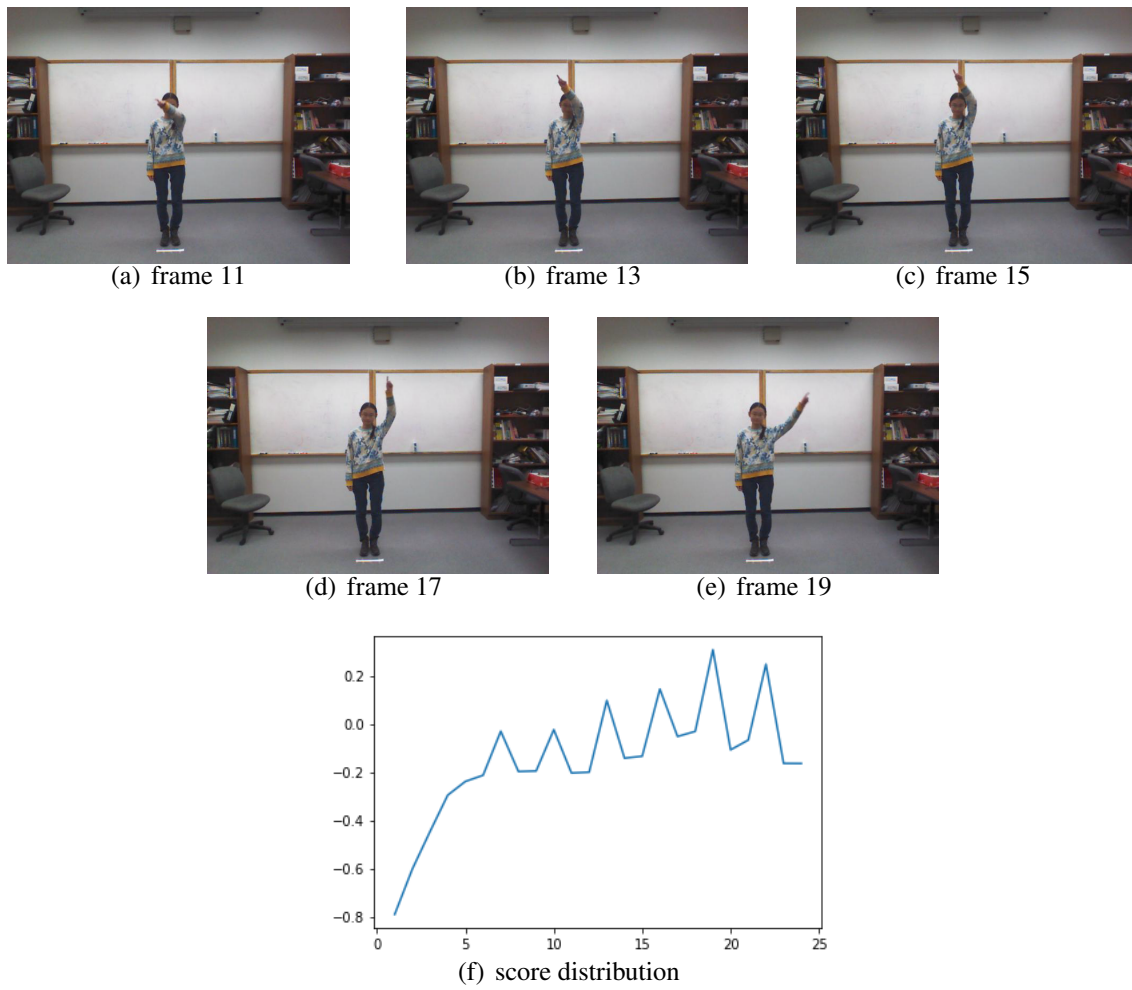 (a) frame 11
(b) frame 13
(c) frame 15
(d) frame 17
(e) frame 19
0.2
0.0
−0.2
−0.4
−0.6
−0.8
0
5
10
15
20
25
(f) score distribution